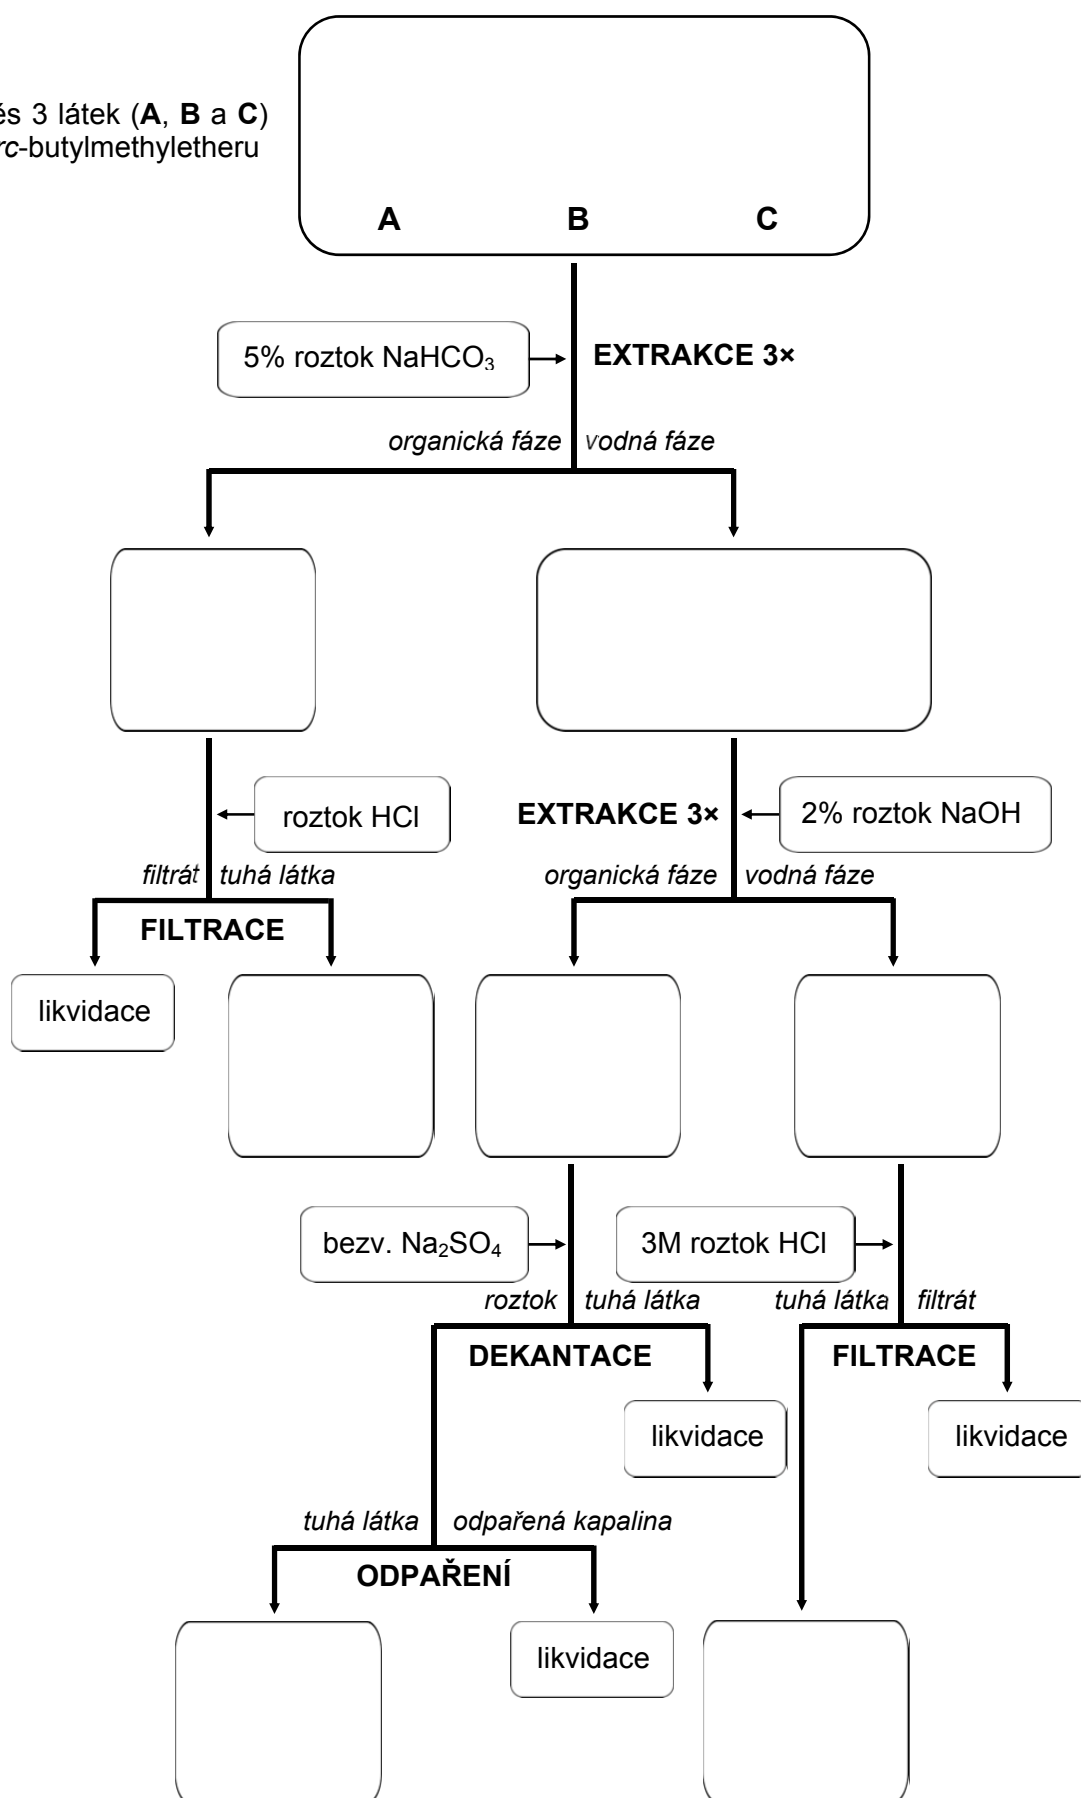 és 3 látek (A, B a C)
rc-butylmethyletheru
A B C
5% roztok NaHCO₃
EXTRAKCE 3×
organická fáze vodná fáze
roztok HCl
EXTRAKCE 3×
2% roztok NaOH
filtrát tuhá látka
organická fáze vodná fáze
FILTRACE
likvidace
bezv. Na₂SO₄
3M roztok HCl
roztok tuhá látka
tuhá látka filtrát
DEKANTACE
FILTRACE
likvidace
likvidace
tuhá látka odpařená kapalina
ODPAŘENÍ
likvidace